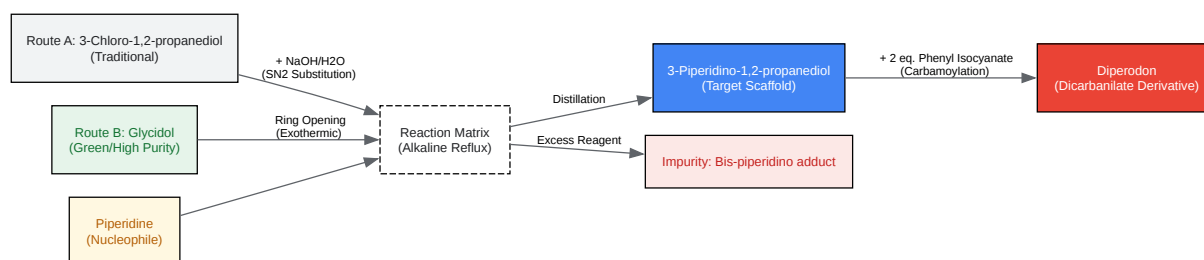 Route A: 3-Chloro-1,2-propanediol
(Traditional)
+ NaOH/H2O
(SN2 Substitution)
Route B: Glycidol
(Green/High Purity)
Ring Opening
(Exothermic)
Piperidine
(Nucleophile)
Reaction Matrix
(Alkaline Reflux)
Distillation
Excess Reagent
3-Piperidino-1,2-propanediol
(Target Scaffold)
Impurity: Bis-piperidino adduct
+ 2 eq. Phenyl Isocyanate
(Carbamoylation)
Diperodon
(Dicarbanilate Derivative)